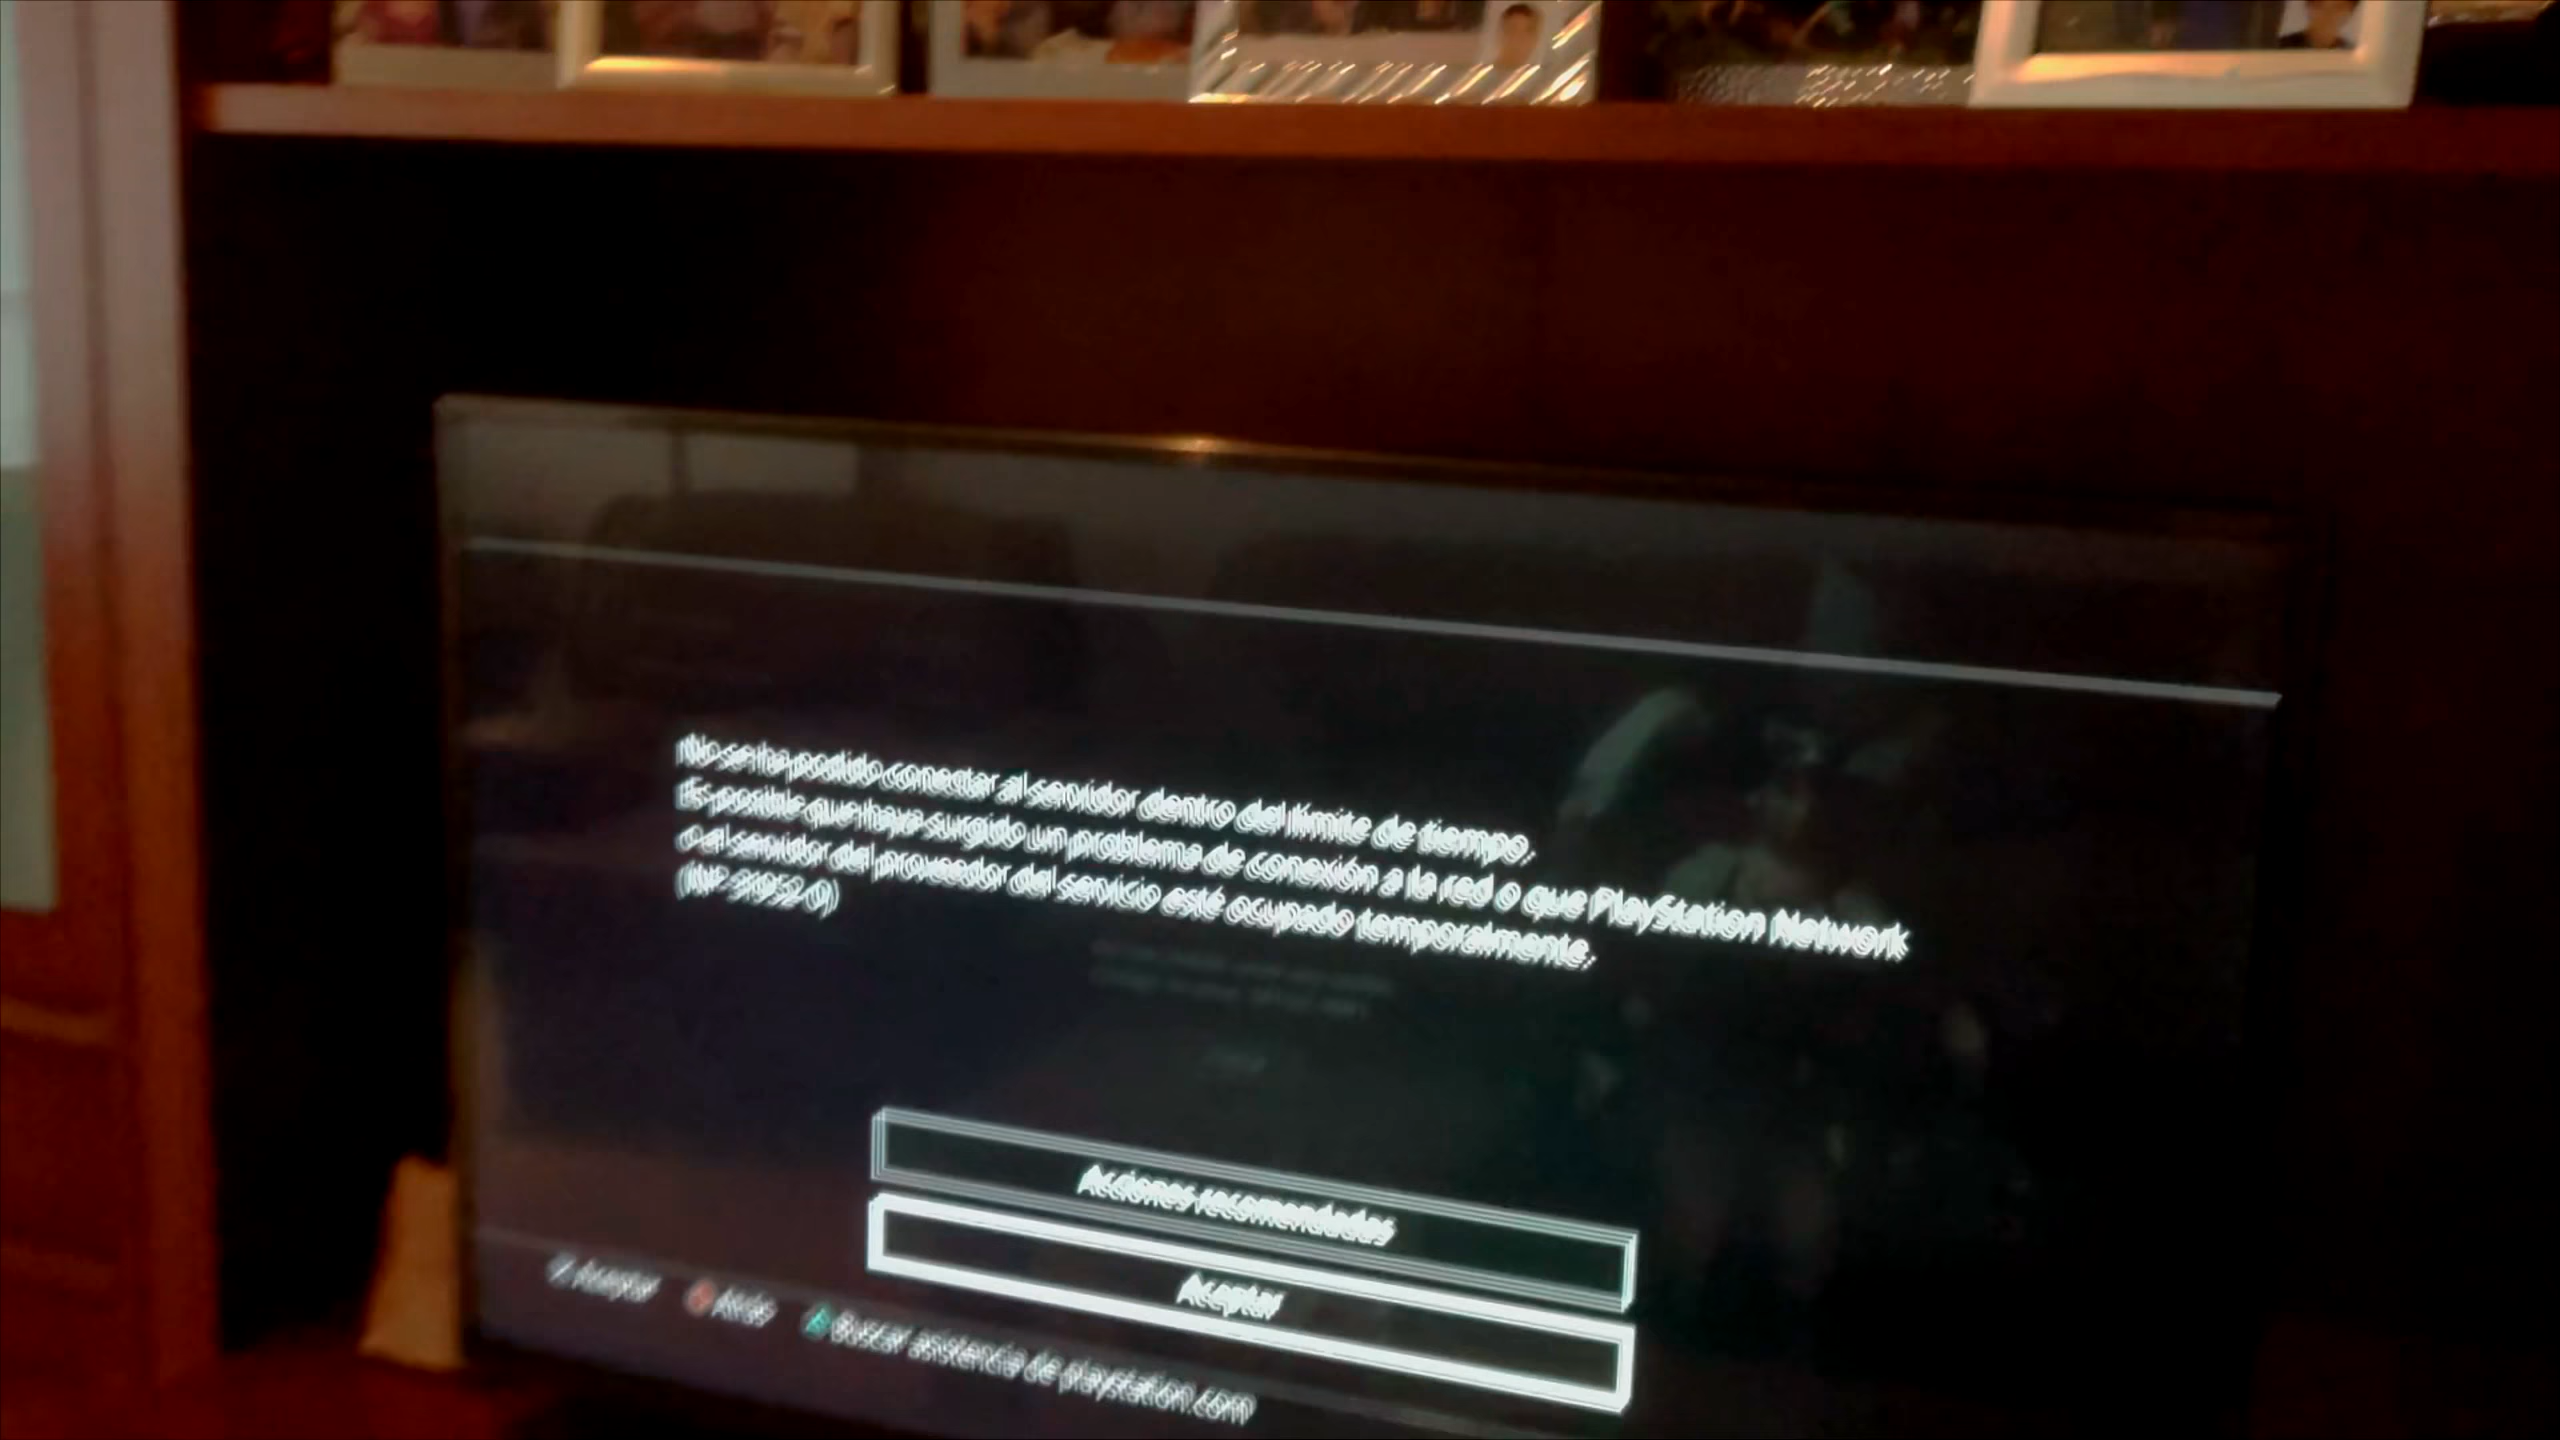 No se ha podido conectar al servidor dentro del límite de tiempo.
Es posible que haya surgido un problema de conexión a la red o que PlayStation Network
o el servidor del proveedor del servicio esté ocupado temporalmente.
Acciones recomendadas
Aceptar
Aceptar Atrás Buscar asistencia de playstation.com